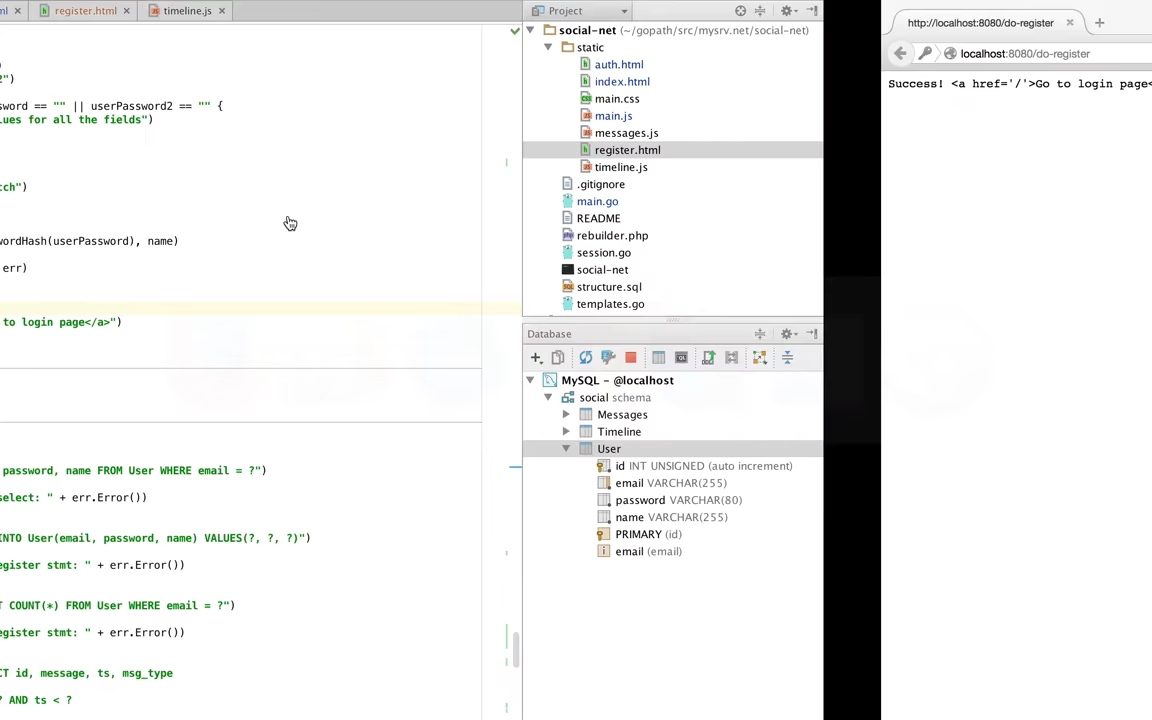 ml
register.html
timeline.js
)
2")
sword == "" || userPassword2 == "" {
ues for all the fields")
tch")
wordHash(userPassword), name)
err)
to login page</a>")
password, name FROM User WHERE email = ?")
select: " + err.Error())
INTO User(email, password, name) VALUES(?, ?, ?)")
egister stmt: " + err.Error())
T COUNT(*) FROM User WHERE email = ?")
egister stmt: " + err.Error())
CT id, message, ts, msg_type
? AND ts < ?
Project
social-net (~/gopath/src/mysrv.net/social-net)
static
auth.html
index.html
main.css
main.js
messages.js
register.html
timeline.js
.gitignore
main.go
README
rebuilder.php
session.go
social-net
structure.sql
templates.go
Database
MySQL - @localhost
social schema
Messages
Timeline
User
id INT UNSIGNED (auto increment)
email VARCHAR(255)
password VARCHAR(80)
name VARCHAR(255)
PRIMARY (id)
email (email)
http://localhost:8080/do-register
localhost:8080/do-register
Success! <a href='/'>Go to login page<